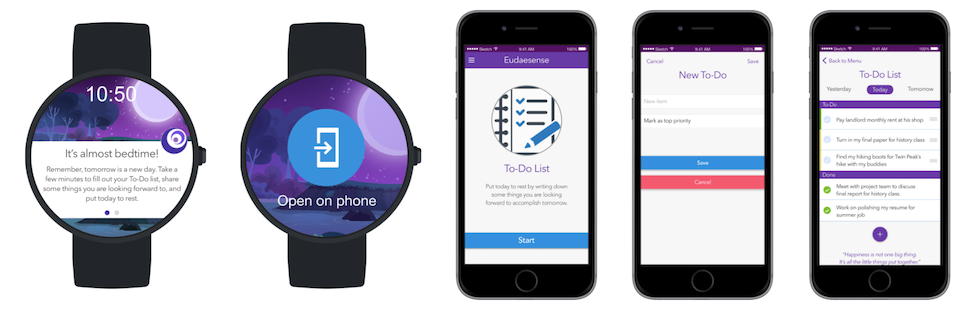 10:50
It's almost bedtime!
Remember, tomorrow is a new day. Take a
few minutes to fill out your To-Do list, share
some things you are looking forward to, and
put today to rest.
Open on phone
Sketch 9:41 AM 100%
Eudaesense
To-Do List
Put today to rest by writing down
some things you are looking
forward to accomplish tomorrow.
Start
Sketch 9:41 AM 100%
Cancel Save
New To-Do
New item
Mark as top priority
Save
Cancel
Sketch 9:41 AM 100%
Back to Menu
To-Do List
Yesterday Today Tomorrow
To-Do
Pay landlord monthly rent at his shop
Turn in my final paper for history class.
Find my hiking boots for Twin Peak's
hike with my buddies
Done
Meet with project team to discuss
final report for history class.
Work on polishing my resume for
summer job
+
"Happiness is not one big thing.
It's all the little things put together."